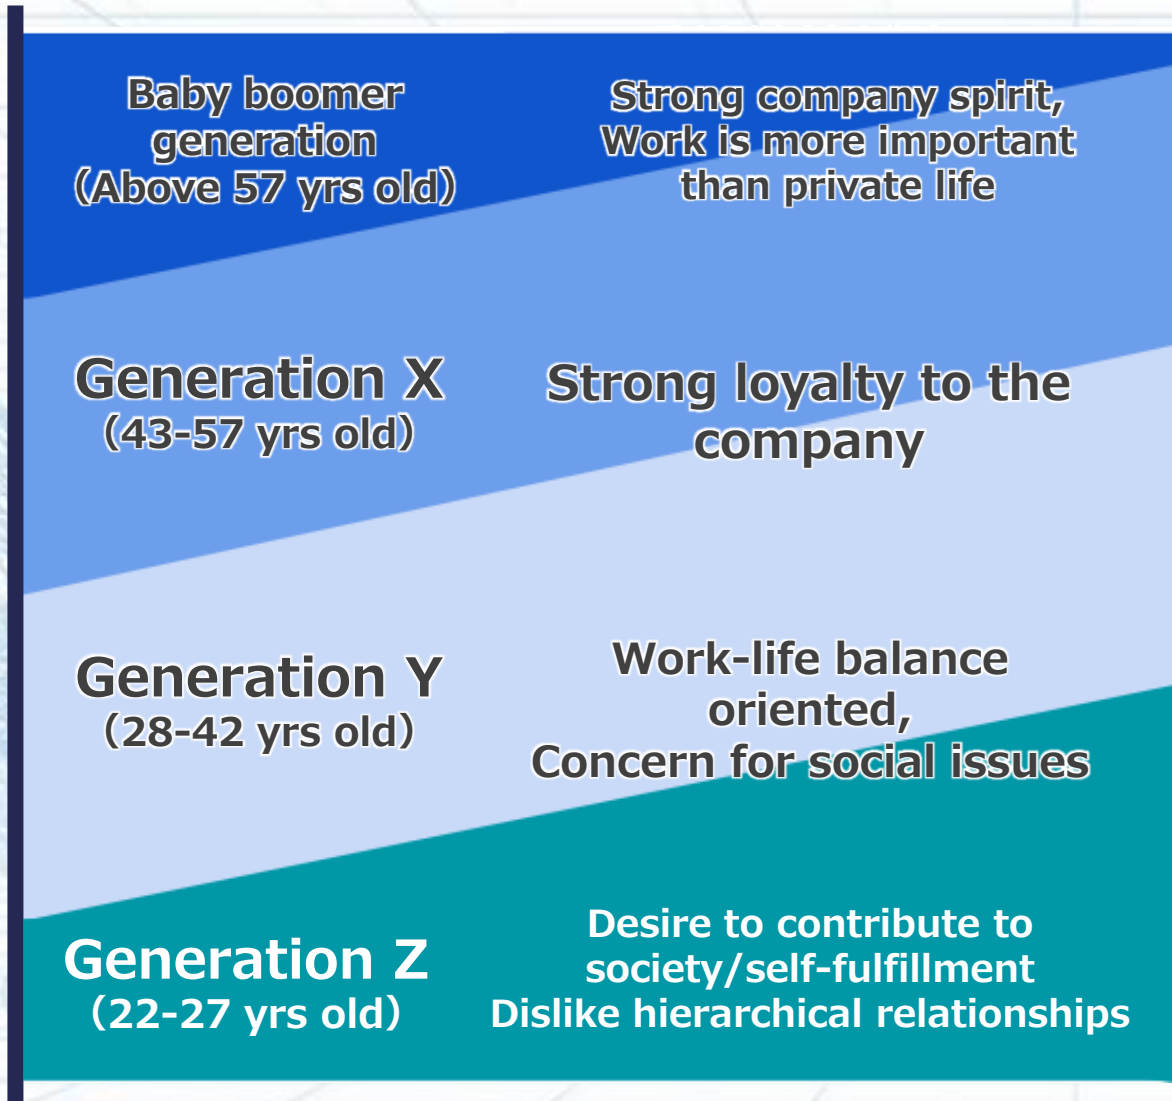 Baby boomer
generation
(Above 57 yrs old)
Strong company spirit,
Work is more important
than private life
Generation X
(43-57 yrs old)
Strong loyalty to the
company
Generation Y
(28-42 yrs old)
Work-life balance
oriented,
Concern for social issues
Generation Z
(22-27 yrs old)
Desire to contribute to
society/self-fulfillment
Dislike hierarchical relationships